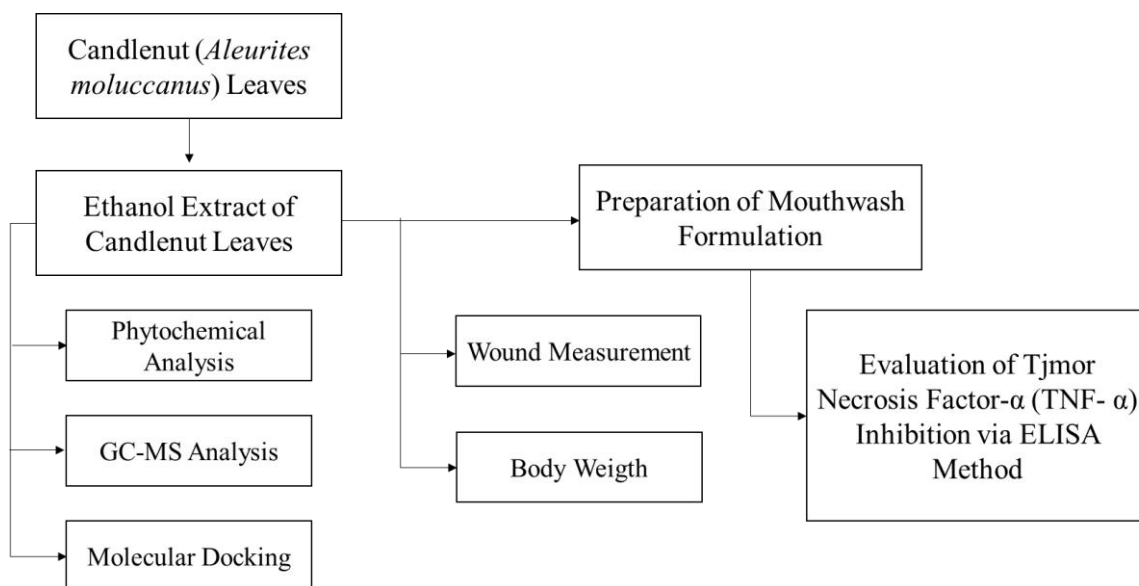 Candlenut (Aleurites
moluccanus) Leaves
Ethanol Extract of
Candlenut Leaves
Preparation of Mouthwash
Formulation
Phytochemical
Analysis
Wound Measurement
Evaluation of Tjmor
Necrosis Factor-α (TNF- α)
Inhibition via ELISA
Method
GC-MS Analysis
Body Weigth
Molecular Docking